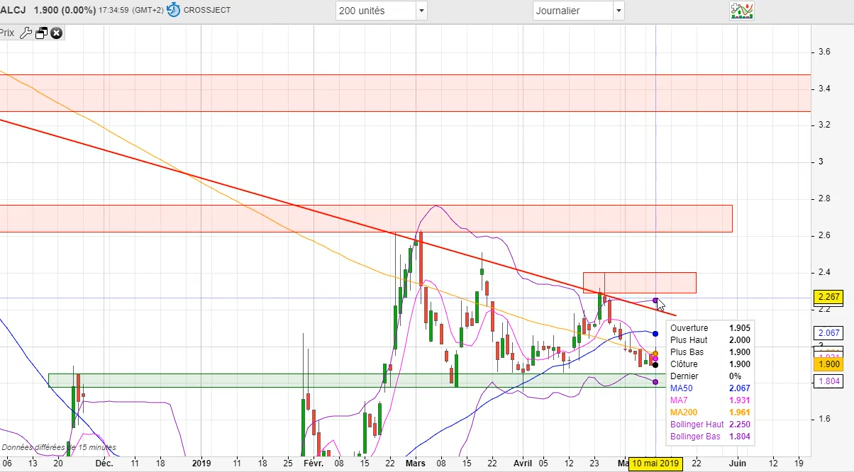 ALCJ 1.900 (0.00%) 17:34:59 (GMT+2) CROSSJECT
200 unités
Journalier
Prix
3.6
3.4
3.2
3
2.8
2.6
2.4
2.267
2.2
2.067
1.900
1.804
1.6
Ouverture 1.905
Plus Haut 2.000
Plus Bas 1.900
Clôture 1.900
Dernier 0%
MA50 2.067
MA7 1.931
MA200 1.961
Bollinger Haut 2.250
Bollinger Bas 1.804
Données différées de 15 minutes
06 13 20 Déc. 11 18 2019 11 18 Févr. 08 15 22 Mars 08 15 22 Avril 05 12 23 Ma 10 mai 2019 22 Juin 12 19